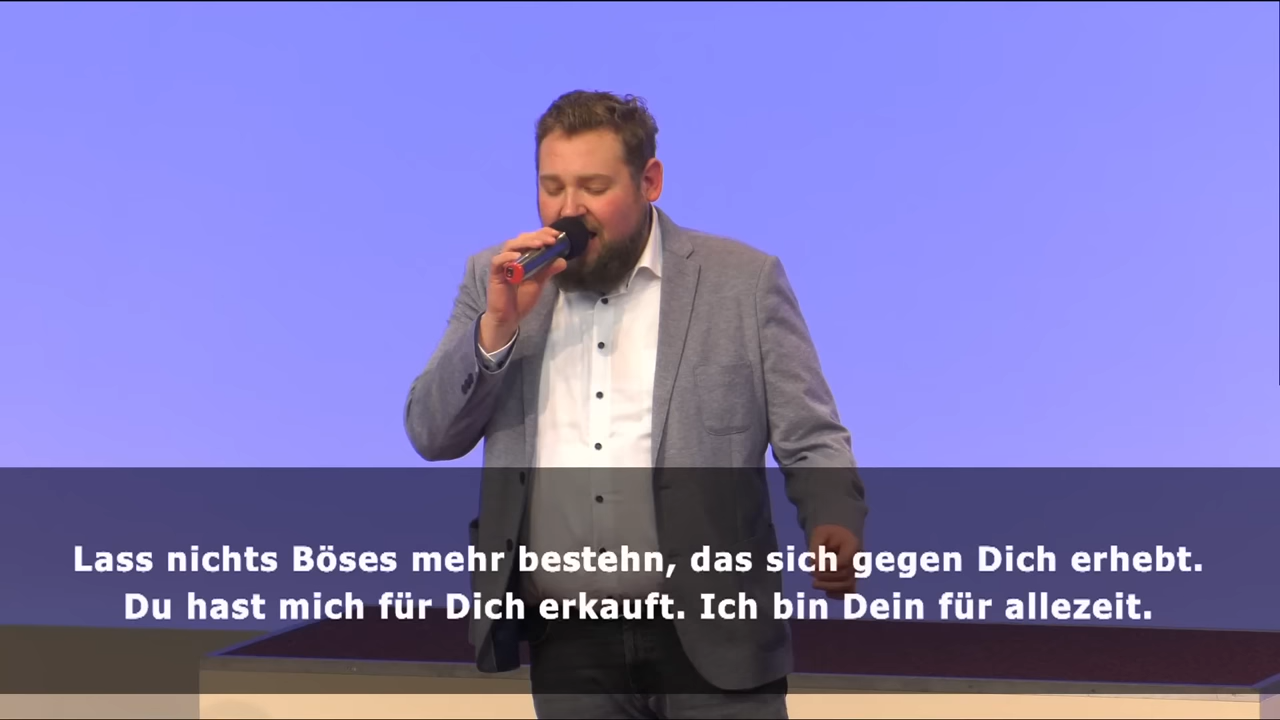 Lass nichts Böses mehr bestehn, das sich gegen Dich erhebt.
Du hast mich für Dich erkauft. Ich bin Dein für allezeit.